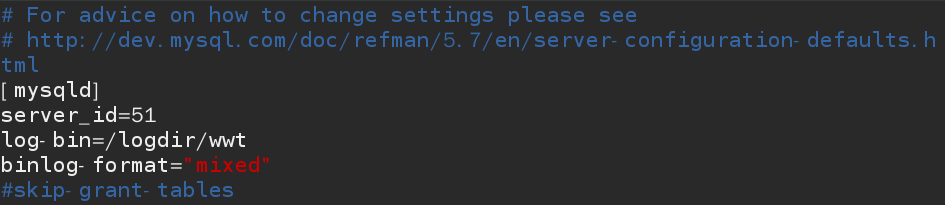 # For advice on how to change settings please see
# http://dev.mysql.com/doc/refman/5.7/en/server-configuration-defaults.h
tml
[mysqld]
server_id=51
log-bin=/logdir/wwt
binlog-format="mixed"
#skip-grant-tables